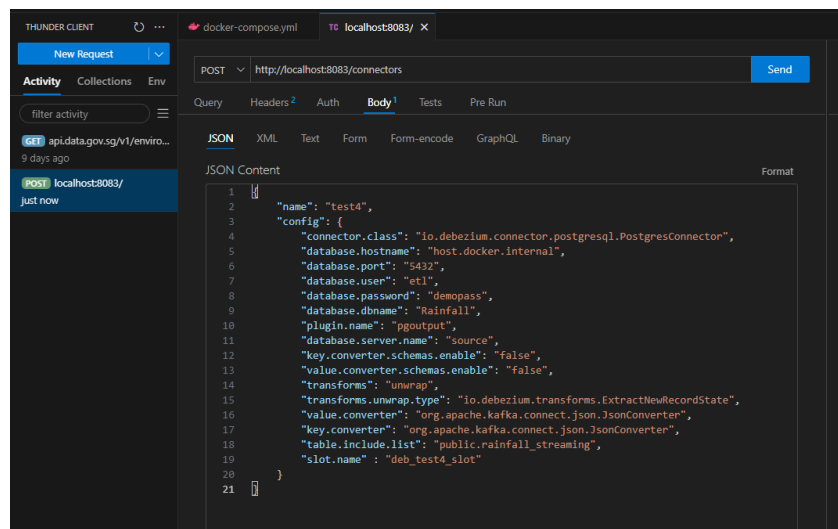 THUNDER CLIENT
New Request
Activity Collections Env
filter activity
GET api.data.gov.sg/v1/enviro...
9 days ago
POST localhost:8083/
just now
docker-compose.yml TC localhost:8083/ X
POST http://localhost:8083/connectors Send
Query Headers 2 Auth Body 1 Tests Pre Run
JSON XML Text Form Form-encode GraphQL Binary
JSON Content Format
1 {
2 "name": "test4",
3 "config": {
4 "connector.class": "io.debezium.connector.postgresql.PostgresConnector",
5 "database.hostname": "host.docker.internal",
6 "database.port": "5432",
7 "database.user": "etl",
8 "database.password": "demopass",
9 "database.dbname": "Rainfall",
10 "plugin.name": "pgoutput",
11 "database.server.name": "source",
12 "key.converter.schemas.enable": "false",
13 "value.converter.schemas.enable": "false",
14 "transforms": "unwrap",
15 "transforms.unwrap.type": "io.debezium.transforms.ExtractNewRecordState",
16 "value.converter": "org.apache.kafka.connect.json.JsonConverter",
17 "key.converter": "org.apache.kafka.connect.json.JsonConverter",
18 "table.include.list": "public.rainfall_streaming",
19 "slot.name" : "deb_test4_slot"
20 }
21 }